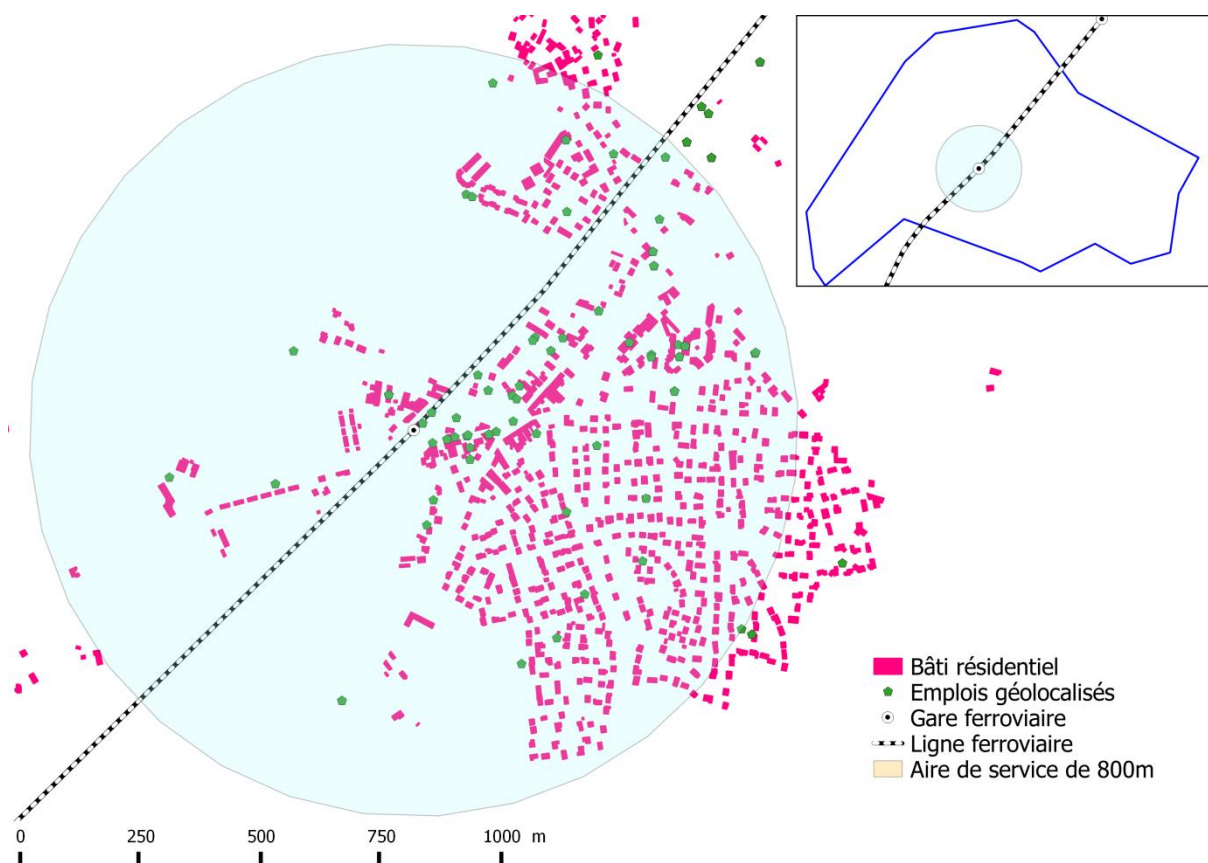 Bâti résidentiel
Emplois géolocalisés
Gare ferroviaire
Ligne ferroviaire
Aire de service de 800m
0 250 500 750 1000 m